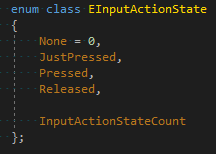 enum class EInputActionState
{
None = 0,
JustPressed,
Pressed,
Released,
InputActionStateCount
};